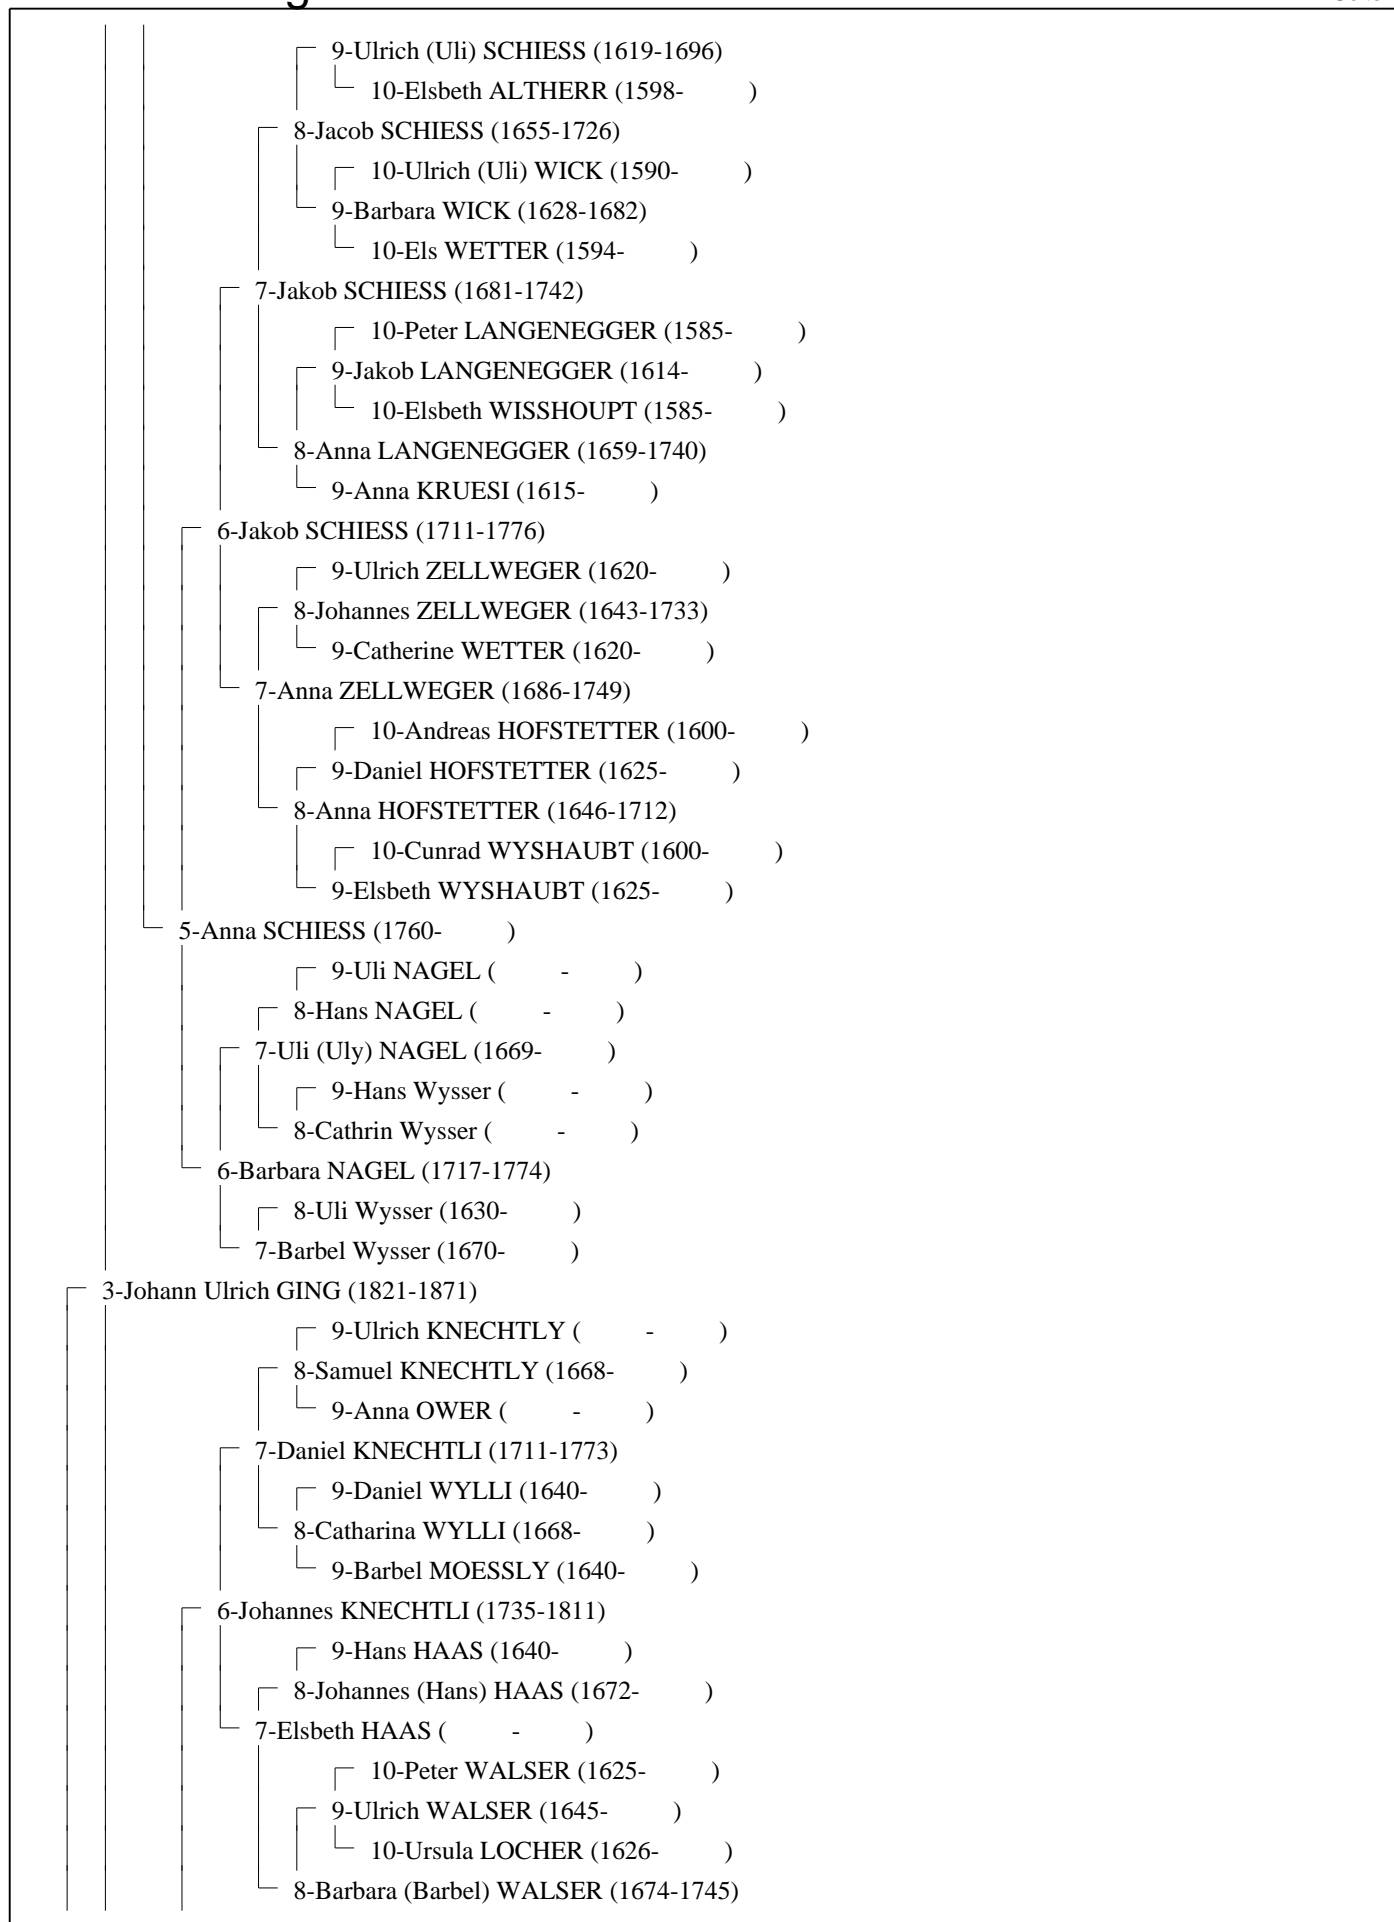 9-Ulrich (Uli) SCHIESS (1619-1696)
10-Elsbeth ALTHERR (1598- )
8-Jacob SCHIESS (1655-1726)
10-Ulrich (Uli) WICK (1590- )
9-Barbara WICK (1628-1682)
10-Els WETTER (1594- )
7-Jakob SCHIESS (1681-1742)
10-Peter LANGENEGGER (1585- )
9-Jakob LANGENEGGER (1614- )
10-Elsbeth WISSHOUPT (1585- )
8-Anna LANGENEGGER (1659-1740)
9-Anna KRUESI (1615- )
6-Jakob SCHIESS (1711-1776)
9-Ulrich ZELLWEGER (1620- )
8-Johannes ZELLWEGER (1643-1733)
9-Catherine WETTER (1620- )
7-Anna ZELLWEGER (1686-1749)
10-Andreas HOFSTETTER (1600- )
9-Daniel HOFSTETTER (1625- )
8-Anna HOFSTETTER (1646-1712)
10-Cunrad WYSHAUBT (1600- )
9-Elsbeth WYSHAUBT (1625- )
5-Anna SCHIESS (1760- )
9-Uli NAGEL ( - )
8-Hans NAGEL ( - )
7-Uli (Uly) NAGEL (1669- )
9-Hans Wysser ( - )
8-Cathrin Wysser ( - )
6-Barbara NAGEL (1717-1774)
8-Uli Wysser (1630- )
7-Barbel Wysser (1670- )
3-Johann Ulrich GING (1821-1871)
9-Ulrich KNECHTLY ( - )
8-Samuel KNECHTLY (1668- )
9-Anna OWER ( - )
7-Daniel KNECHTLI (1711-1773)
9-Daniel WYLLI (1640- )
8-Catharina WYLLI (1668- )
9-Barbel MOESSLY (1640- )
6-Johannes KNECHTLI (1735-1811)
9-Hans HAAS (1640- )
8-Johannes (Hans) HAAS (1672- )
7-Elsbeth HAAS ( - )
10-Peter WALSER (1625- )
9-Ulrich WALSER (1645- )
10-Ursula LOCHER (1626- )
8-Barbara (Barbel) WALSER (1674-1745)